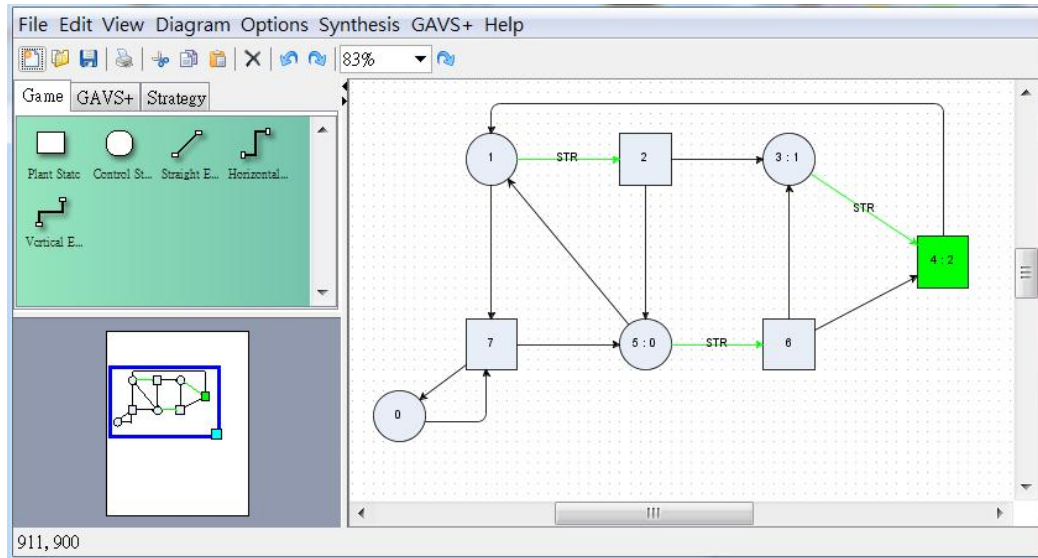 File Edit View Diagram Options Synthesis GAVS+ Help
83%
Game GAVS+ Strategy
Plant State Control St... Straight E... Horizontal...
Vertical E...
1 STR 2 3 : 1
STR
4 : 2
7 5 : 0 STR 6
0
911, 900